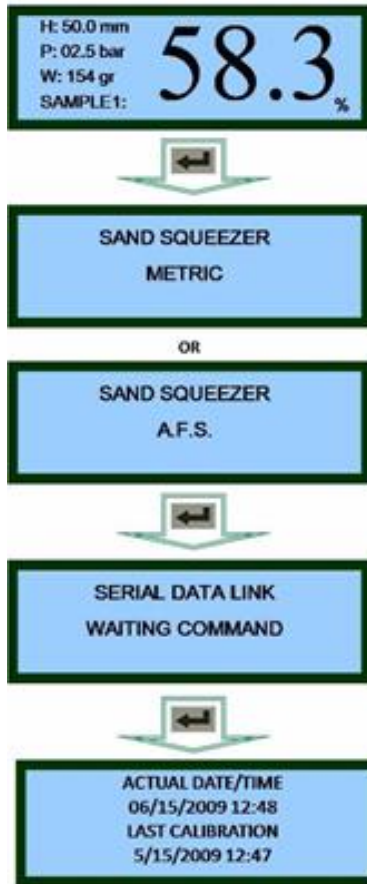 H: 50.0 mm
P: 02.5 bar
W: 154 gr
SAMPLE1:
58.3
%
SAND SQUEEZER
METRIC
OR
SAND SQUEEZER
A.F.S.
SERIAL DATA LINK
WAITING COMMAND
ACTUAL DATE/TIME
06/15/2009 12:48
LAST CALIBRATION
5/15/2009 12:47